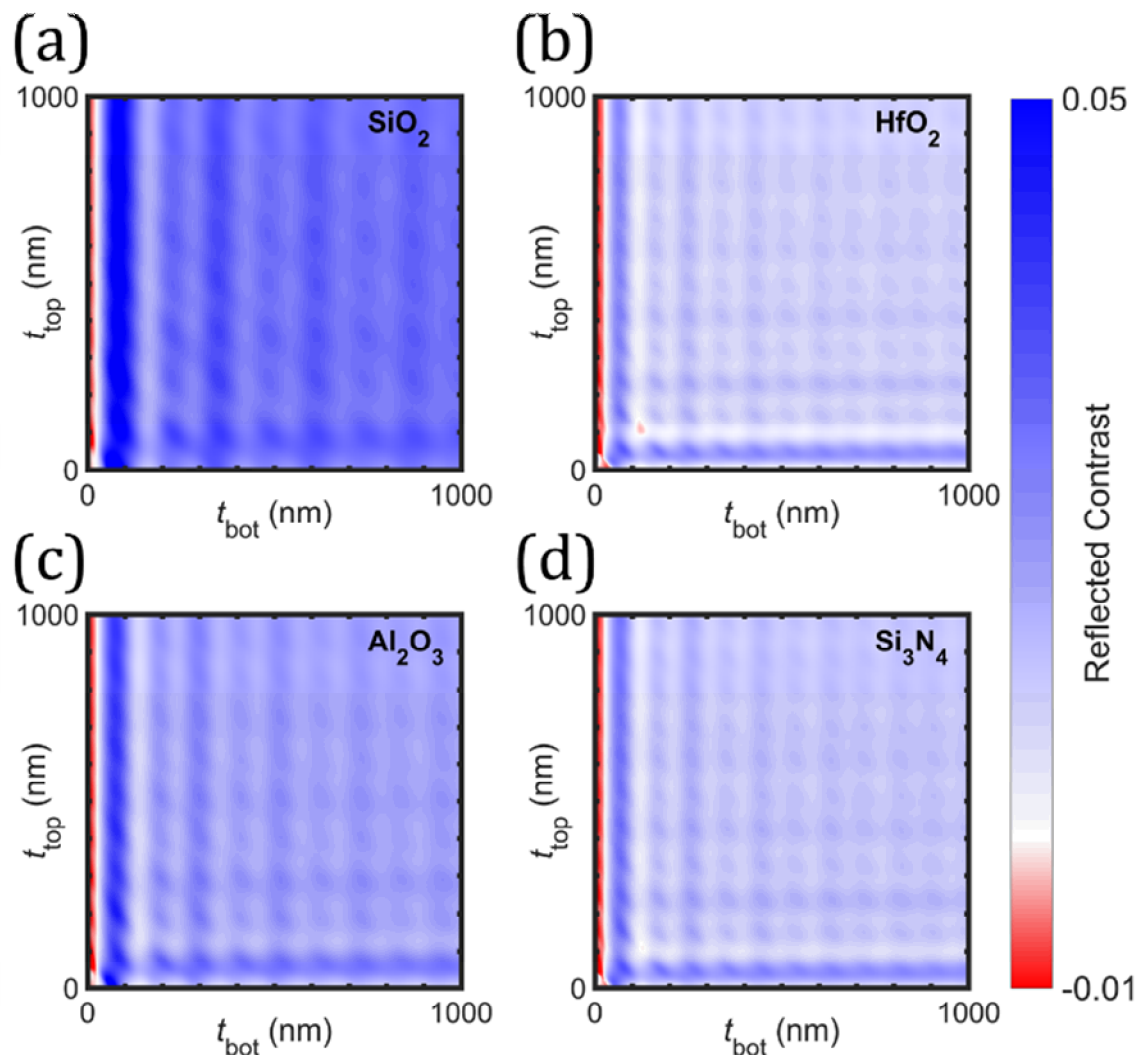 (a) (b)
1000 SiO2 1000 HfO2 0.05
ttop (nm) ttop (nm)
0 0
0 1000 0 1000
tbot (nm) tbot (nm)
Reflected Contrast
(c) (d)
1000 Al2O3 1000 Si3N4
ttop (nm) ttop (nm)
0 0 -0.01
0 1000 0 1000
tbot (nm) tbot (nm)